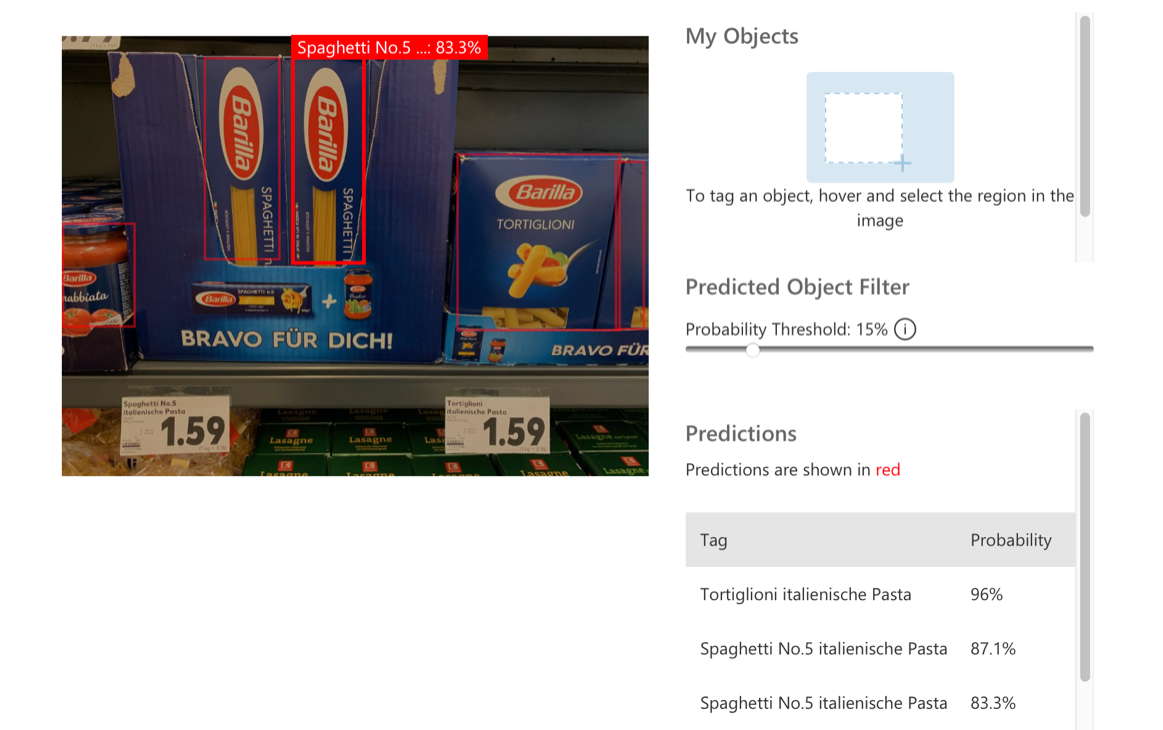 Spaghetti No.5 ...: 83.3%
Barilla
Barilla
SPAGHETTI
SPAGHETTI
Barilla
TORTIGLIONI
Barilla
rabbiata
Barilla
SPAGHETTI N.5
+
BRAVO FÜR DICH!
BRAVO FÜR
Spaghetti No.5
italienische Pasta
1.59
Tortiglioni
italienische Pasta
1.59
Lasagne
Lasagne
Lasagne
Lasagne
Lasagne
My Objects
To tag an object, hover and select the region in the
image
Predicted Object Filter
Probability Threshold: 15%
Predictions
Predictions are shown in red
Tag Probability
Tortiglioni italienische Pasta 96%
Spaghetti No.5 italienische Pasta 87.1%
Spaghetti No.5 italienische Pasta 83.3%